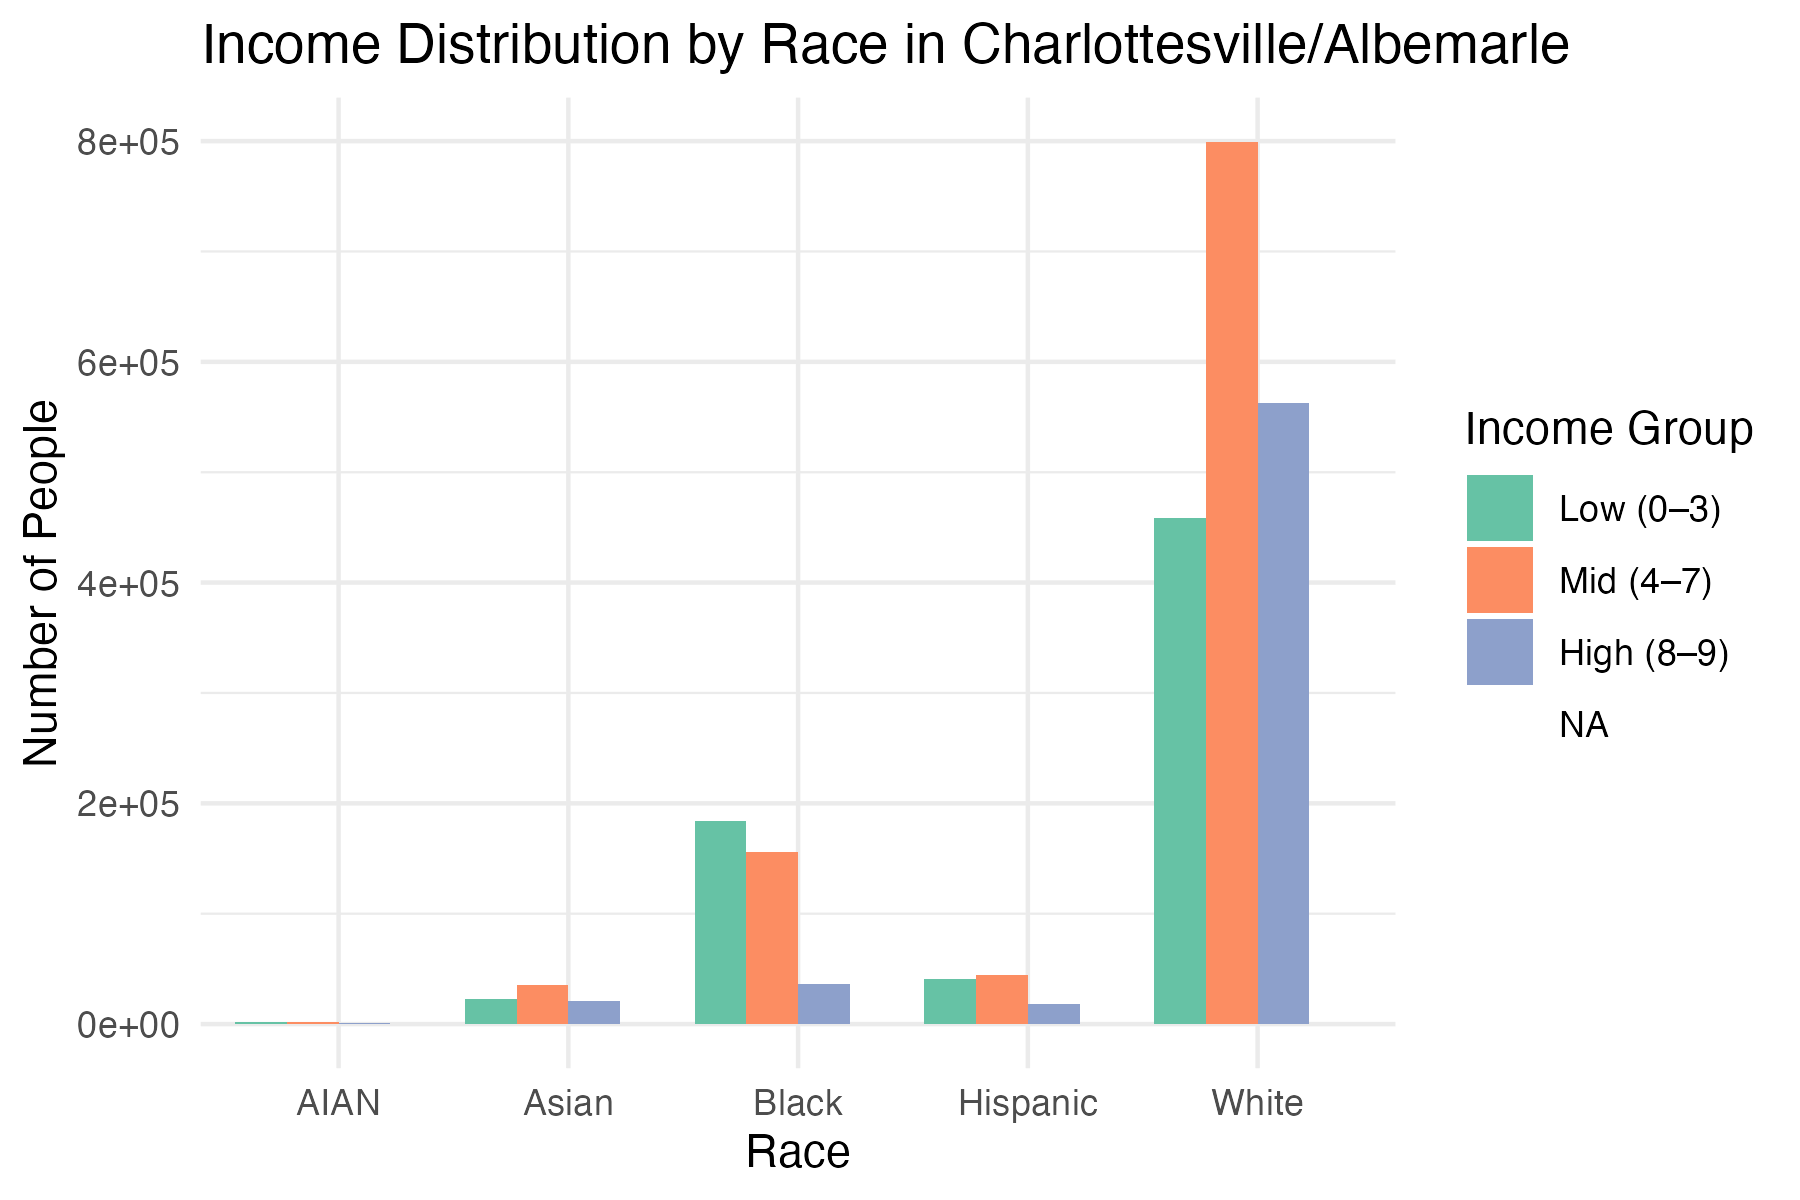 Income Distribution by Race in Charlottesville/Albemarle
Number of People
8e+05
6e+05
4e+05
2e+05
0e+00
AIAN
Asian
Black
Hispanic
White
Race
Income Group
Low (0–3)
Mid (4–7)
High (8–9)
NA